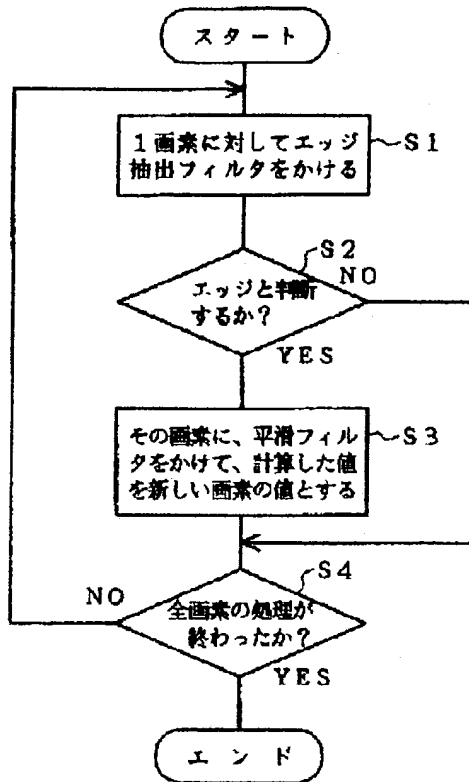 スタート
1画素に対してエッジ
抽出フィルタをかける
S1
S2
エッジと判断
するか?
NO
YES
その画素に、平滑フィル
タをかけて、計算した値
を新しい画素の値とする
S3
S4
NO
全画素の処理が
終わったか?
YES
エンド